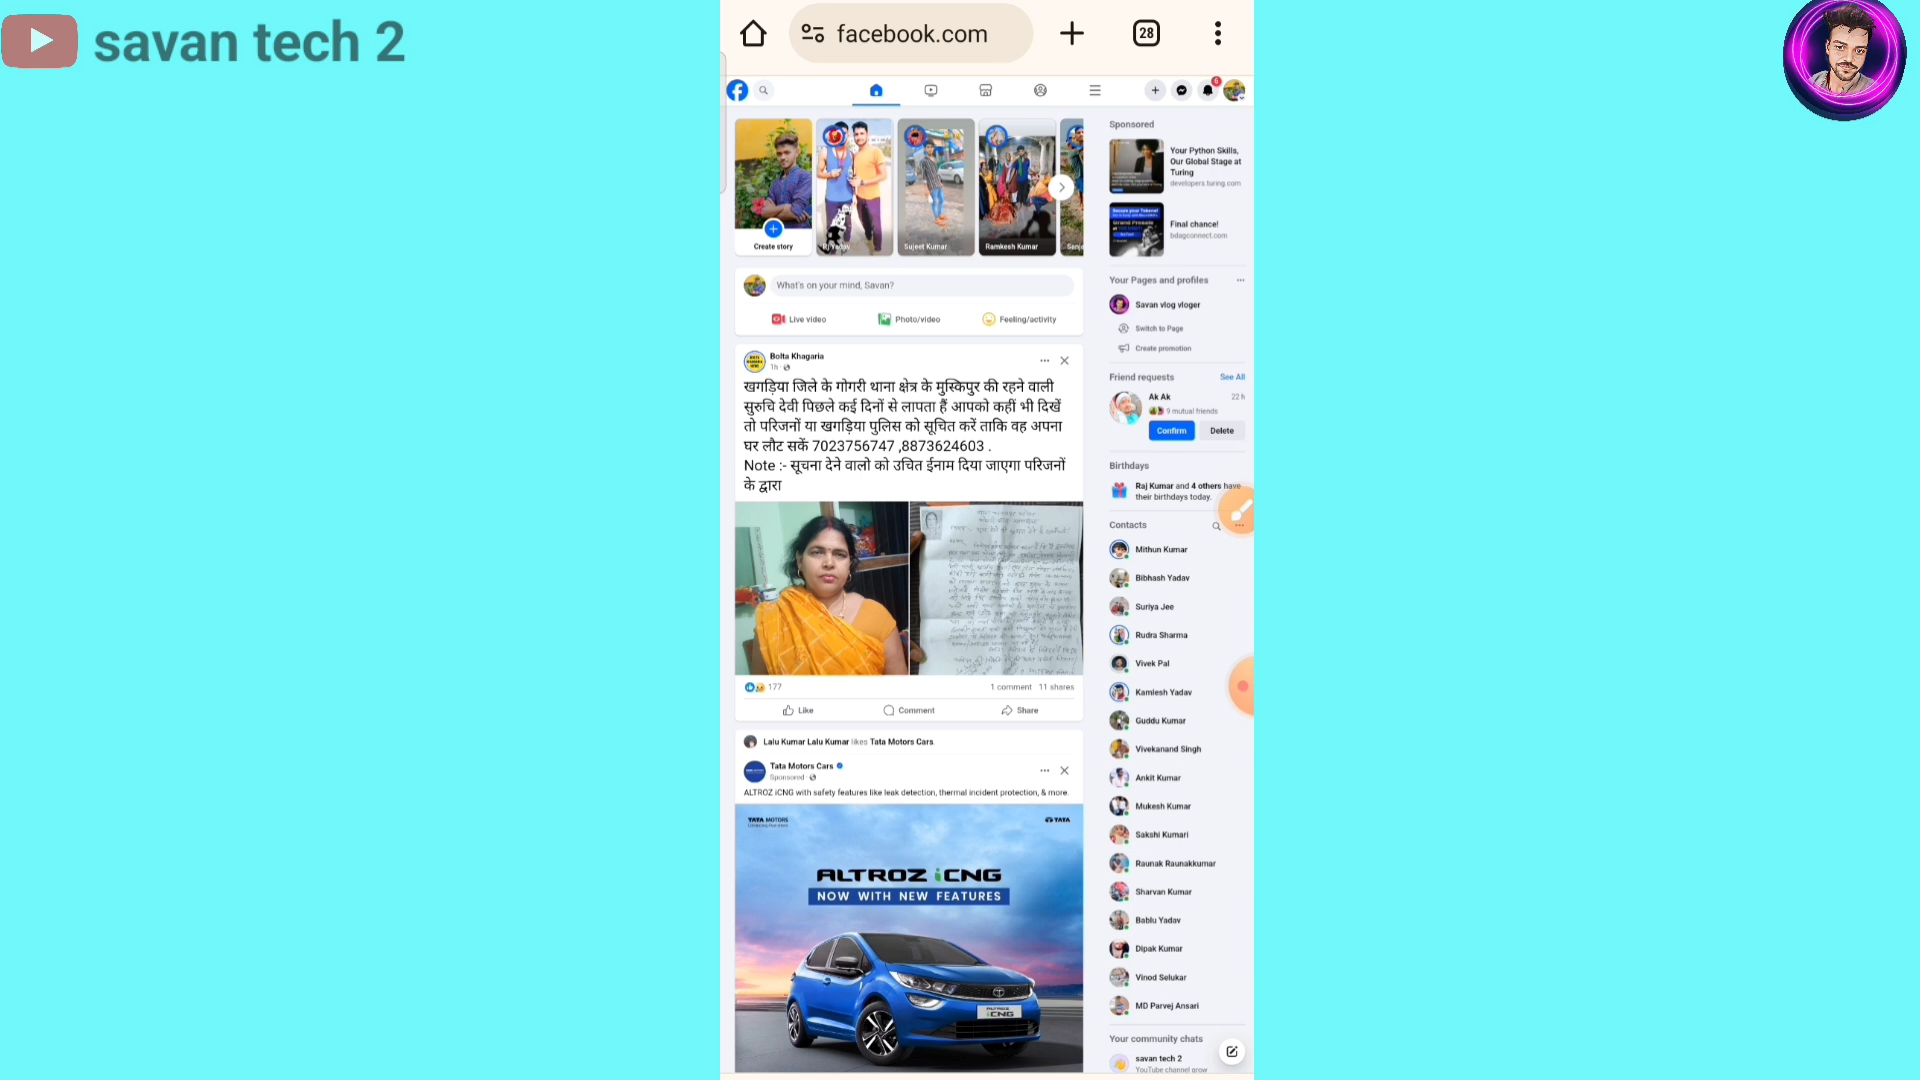 savan tech 2
facebook.com
28
6
Create story
Rj Yadav
Sujeet Kumar
Ramkesh Kumar
Sanja
What's on your mind, Savan?
Live video
Photo/video
Feeling/activity
Bolta Khagaria
1h
खगड़िया जिले के गोगरी थाना क्षेत्र के मुस्किपुर की रहने वाली
सुरुचि देवी पिछले कई दिनों से लापता हैं आपको कहीं भी दिखें
तो परिजनों या खगड़िया पुलिस को सूचित करें ताकि वह अपना
घर लौट सकें 7023756747 ,8873624603 .
Note :- सूचना देने वालो को उचित ईनाम दिया जाएगा परिजनों
के द्वारा
177
1 comment 11 shares
Like
Comment
Share
Lalu Kumar Lalu Kumar likes Tata Motors Cars.
Tata Motors Cars
Sponsored
ALTROZ iCNG with safety features like leak detection, thermal incident protection, & more.
TATA MOTORS
TATA
ALTROZ iCNG
NOW WITH NEW FEATURES
ALTROZ
iCNG
Sponsored
Your Python Skills,
Our Global Stage at
Turing
developers.turing.com
Final chance!
bdagconnect.com
Your Pages and profiles
Savan vlog vloger
Switch to Page
Create promotion
Friend requests
See All
Ak Ak
22 h
9 mutual friends
Confirm
Delete
Birthdays
Raj Kumar and 4 others have
their birthdays today.
Contacts
Mithun Kumar
Bibhash Yadav
Suriya Jee
Rudra Sharma
Vivek Pal
Kamlesh Yadav
Guddu Kumar
Vivekanand Singh
Ankit Kumar
Mukesh Kumar
Sakshi Kumari
Raunak Raunakkumar
Sharvan Kumar
Bablu Yadav
Dipak Kumar
Vinod Selukar
MD Parvej Ansari
Your community chats
savan tech 2
YouTube channel grow